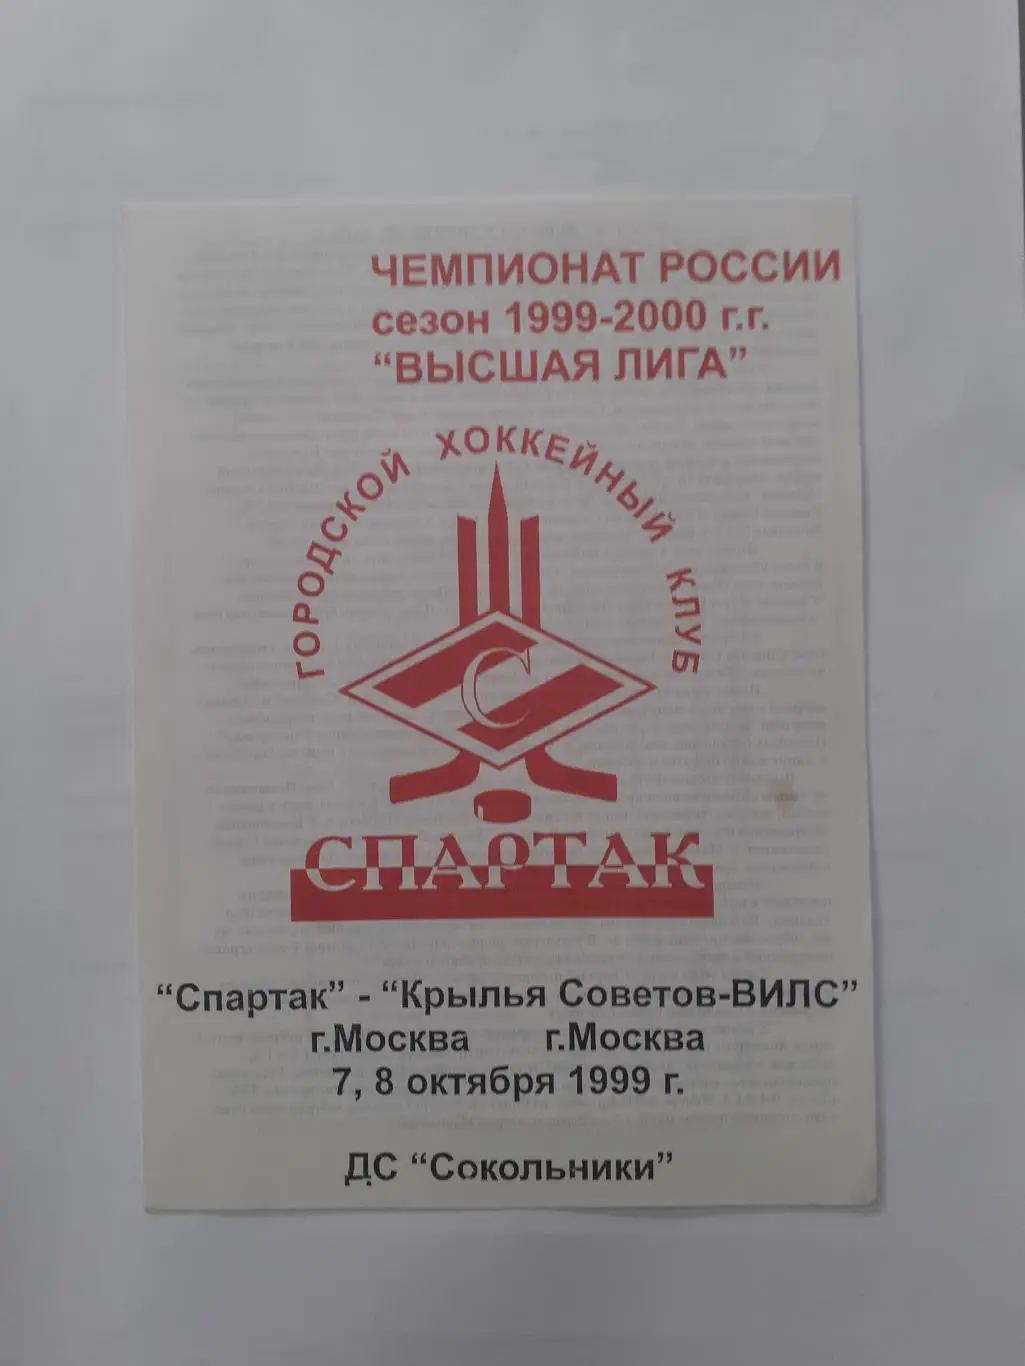 ЧЕМПИОНАТ РОССИИ
сезон 1999-2000 г.г.
“ВЫСШАЯ ЛИГА”
ГОРОДСКОЙ ХОККЕЙНЫЙ КЛУБ
С
СПАРТАК
“Спартак” - “Крылья Советов-ВИЛС”
г.Москва г.Москва
7, 8 октября 1999 г.
ДС “Сокольники”